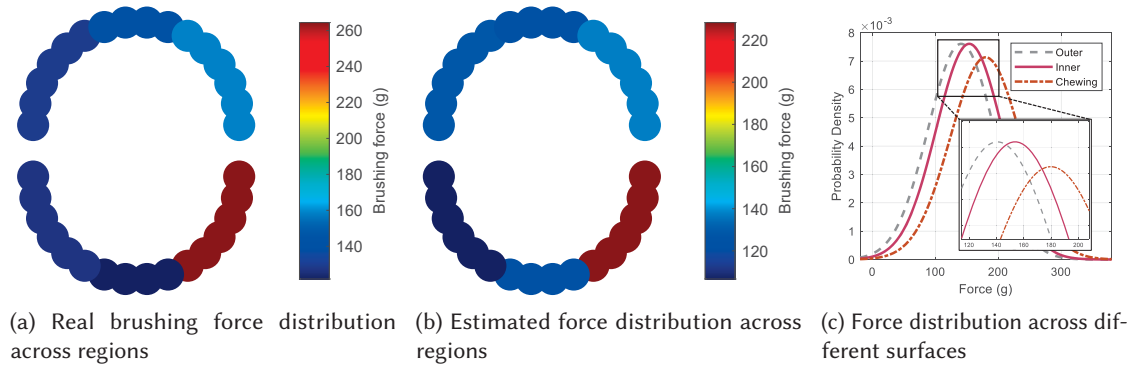 260
240
220
200
180
160
140
Brushing force (g)
220
200
180
160
140
120
Brushing force (g)
×10⁻³
8
7
6
5
4
3
2
1
0
Probability Density
Outer
Inner
Chewing
120 140 160 180 200
0 100 200 300
Force (g)
(a) Real brushing force distribution
across regions
(b) Estimated force distribution across
regions
(c) Force distribution across dif-
ferent surfaces